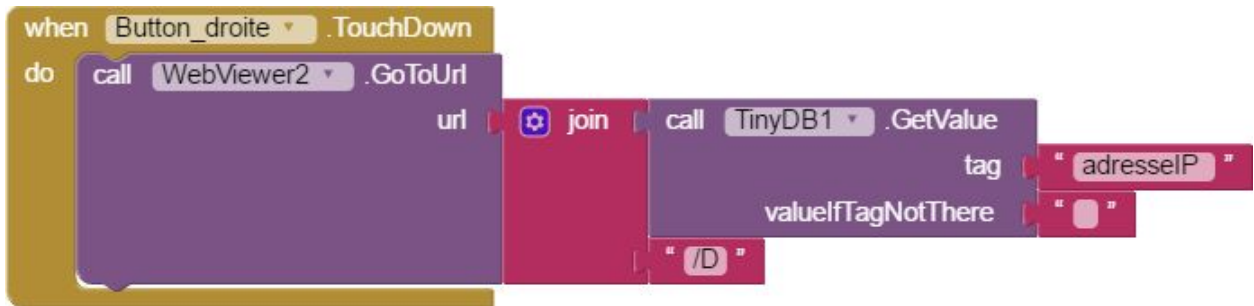 when Button_droite .TouchDown
do call WebViewer2 .GoToUrl
url join call TinyDB1 .GetValue
tag " adresseIP "
valueIfTagNotThere " "
" /D "